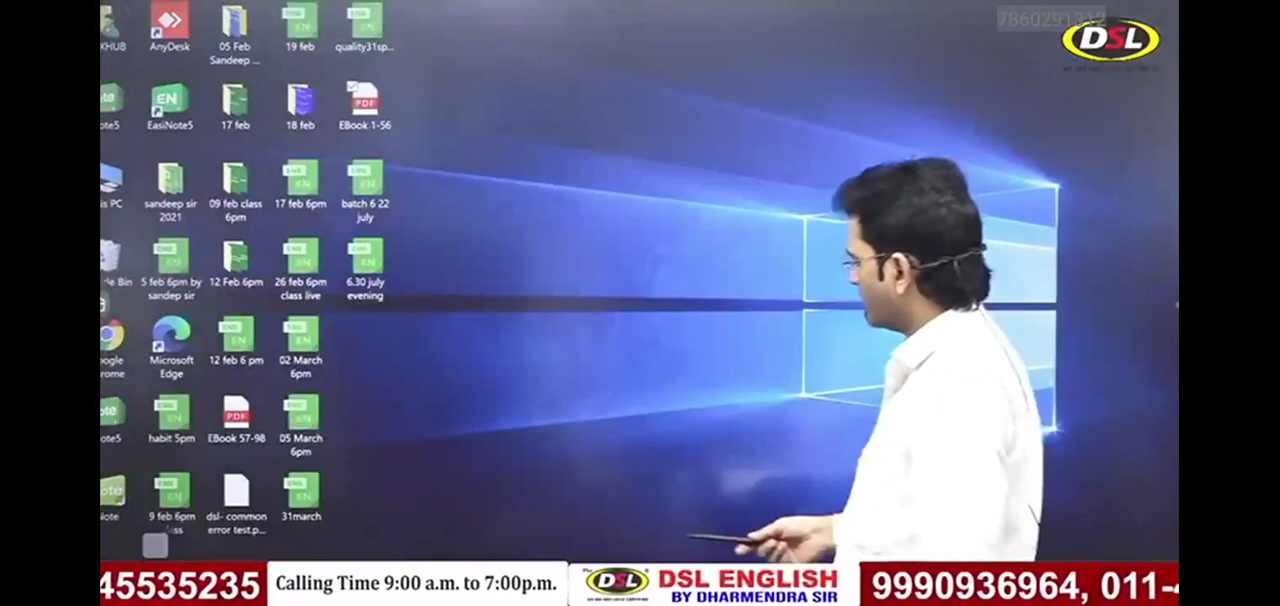 7860291312
DSL
KHUB
AnyDesk
05 Feb
Sandeep ...
19 feb
quality31sp...
ote5
EasiNote5
17 feb
18 feb
EBook 1-56
is PC
sandeep sir
2021
09 feb class
6pm
17 feb 6pm
batch 6 22
july
le Bin
5 feb 6pm by
sandep sir
12 Feb 6pm
26 feb 6pm
class live
6.30 july
evening
oogle
rome
Microsoft
Edge
12 feb 6 pm
02 March
6pm
ote5
habit 5pm
EBook 57-98
05 March
6pm
Note
9 feb 6pm
dsl- common
error test.p...
31march
45535235
Calling Time 9:00 a.m. to 7:00p.m.
The DSL
DSL ENGLISH
BY DHARMENDRA SIR
9990936964, 011-